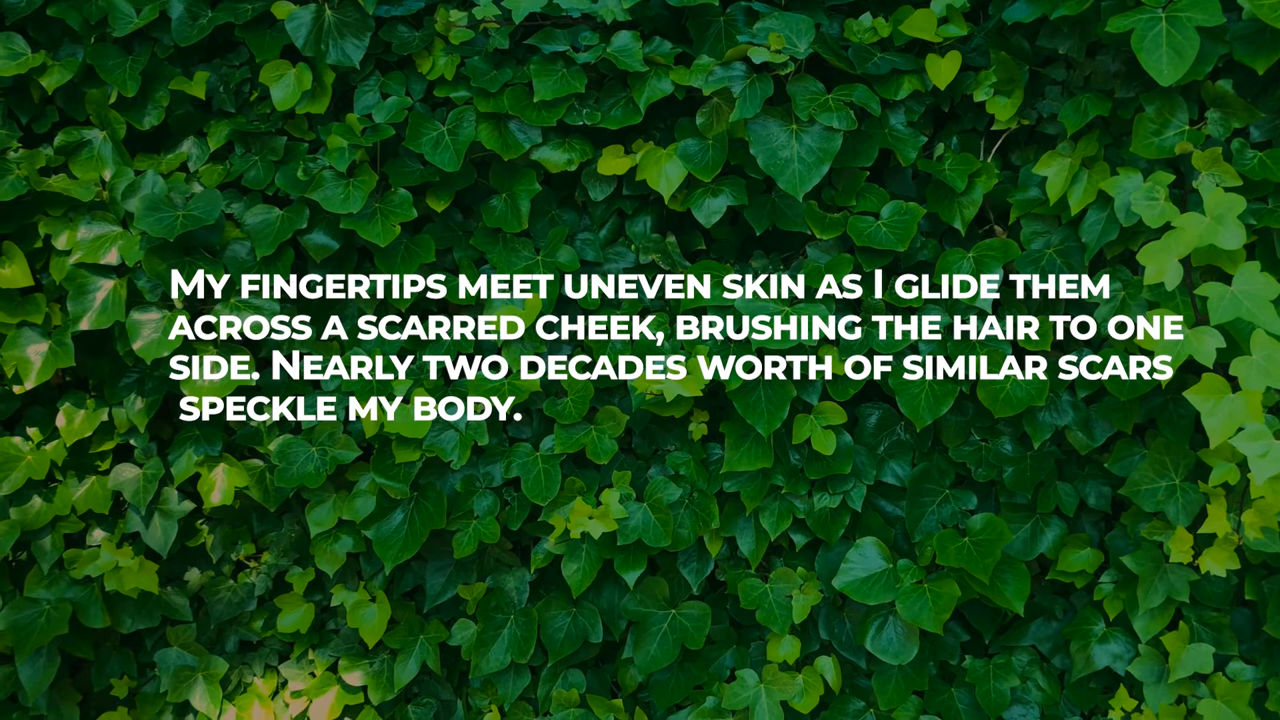 My fingertips meet uneven skin as I glide them
across a scarred cheek, brushing the hair to one
side. Nearly two decades worth of similar scars
speckle my body.